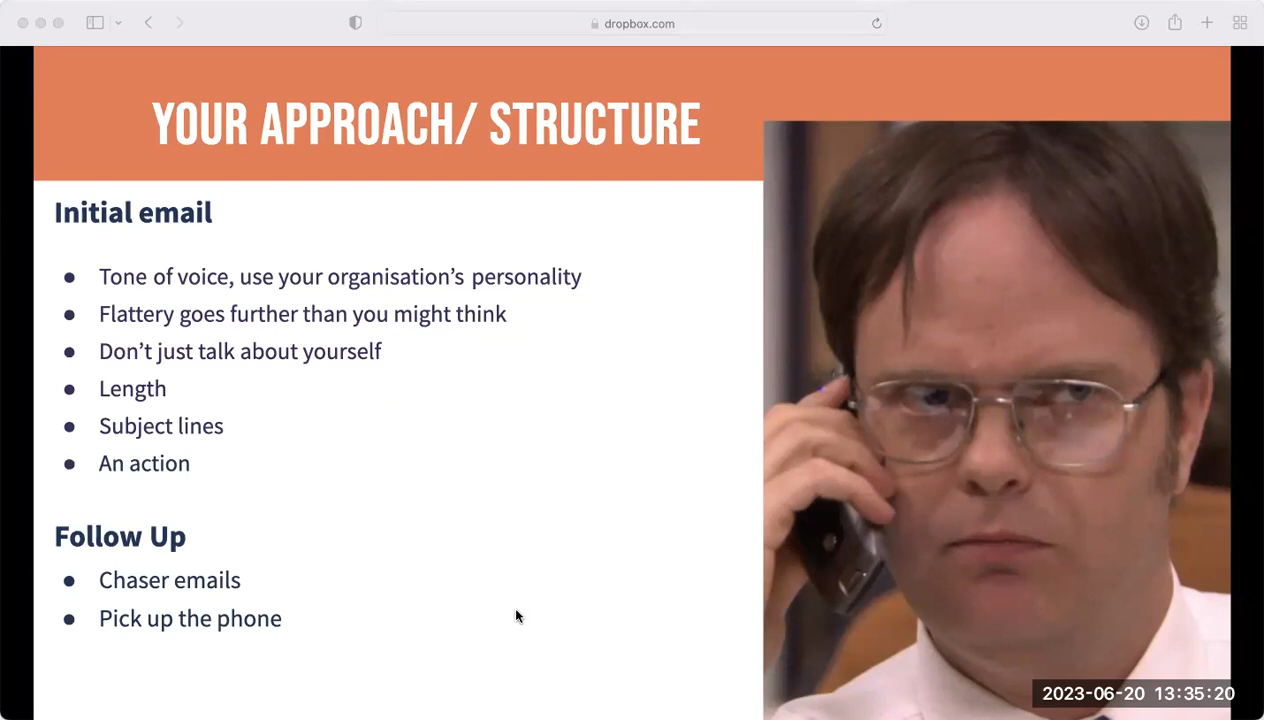 dropbox.com
YOUR APPROACH/ STRUCTURE
Initial email
● Tone of voice, use your organisation’s personality
● Flattery goes further than you might think
● Don’t just talk about yourself
● Length
● Subject lines
● An action
Follow Up
● Chaser emails
● Pick up the phone
2023-06-20 13:35:20